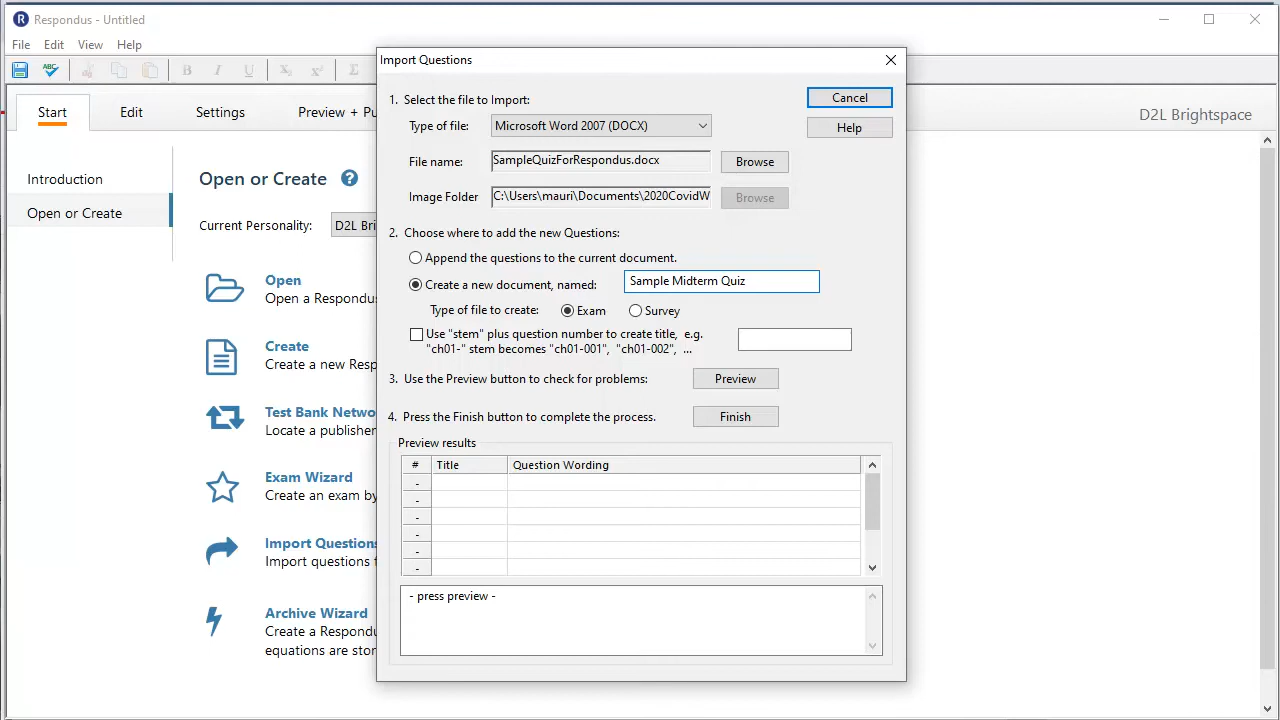 Respondus - Untitled
File Edit View Help
B I U X₂ X² Σ
Start Edit Settings Preview + Pu
D2L Brightspace
Introduction
Open or Create
Open or Create ?
Current Personality: D2L Bri
Open
Open a Respondu
Create
Create a new Resp
Test Bank Netwo
Locate a publisher
Exam Wizard
Create an exam by
Import Questions
Import questions f
Archive Wizard
Create a Respondu
equations are stor
Import Questions
1. Select the file to Import:
Cancel
Type of file: Microsoft Word 2007 (DOCX)
Help
File name: SampleQuizForRespondus.docx Browse
Image Folder C:\Users\mauri\Documents\2020CovidW Browse
2. Choose where to add the new Questions:
Append the questions to the current document.
Create a new document, named: Sample Midterm Quiz
Type of file to create: Exam Survey
Use "stem" plus question number to create title, e.g.
"ch01-" stem becomes "ch01-001", "ch01-002", ...
3. Use the Preview button to check for problems: Preview
4. Press the Finish button to complete the process. Finish
Preview results
# Title Question Wording
-
-
-
-
-
-
- press preview -